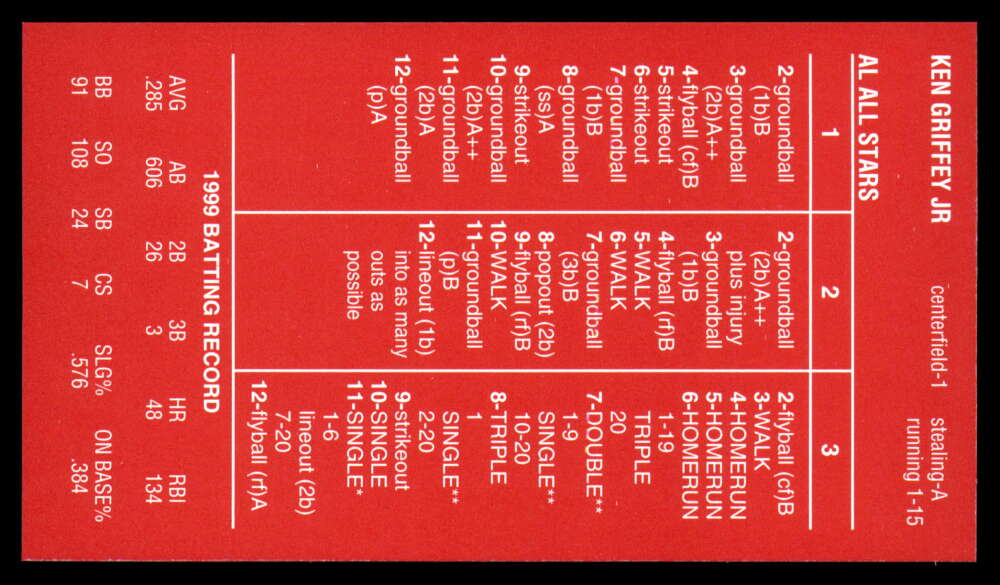 KEN GRIFFEY JR centerfield-1 stealing-A
running 1-15
AL ALL STARS
1
2-groundball
(1b)B
3-groundball
(2b)A++
4-flyball (cf)B
5-strikeout
6-strikeout
7-groundball
(1b)B
8-groundball
(ss)A
9-strikeout
10-groundball
(2b)A++
11-groundball
(2b)A
12-groundball
(p)A
2
2-groundball
(2b)A++
plus injury
3-groundball
(1b)B
4-flyball (rf)B
5-WALK
6-WALK
7-groundball
(3b)B
8-popout (2b)
9-flyball (rf)B
10-WALK
11-groundball
(p)B
12-lineout (1b)
into as many
outs as
possible
3
2-flyball (cf)B
3-WALK
4-HOMERUN
5-HOMERUN
6-HOMERUN
1-19
TRIPLE
20
7-DOUBLE**
1-9
SINGLE**
10-20
8-TRIPLE
1
SINGLE**
2-20
9-strikeout
10-SINGLE
11-SINGLE*
1-6
lineout (2b)
7-20
12-flyball (rf)A
1999 BATTING RECORD
AVG AB 2B 3B HR RBI
.285 606 26 3 48 134
BB SO SB CS SLG% ON BASE%
91 108 24 7 .576 .384